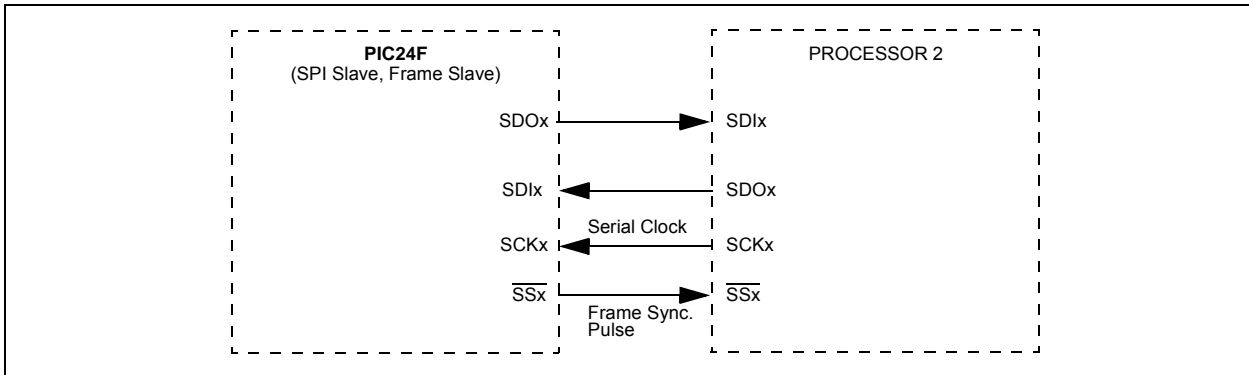 PIC24F
(SPI Slave, Frame Slave)
PROCESSOR 2
SDOx
SDIx
SDIx
SDOx
Serial Clock
SCKx
SCKx
SSx
SSx
Frame Sync.
Pulse